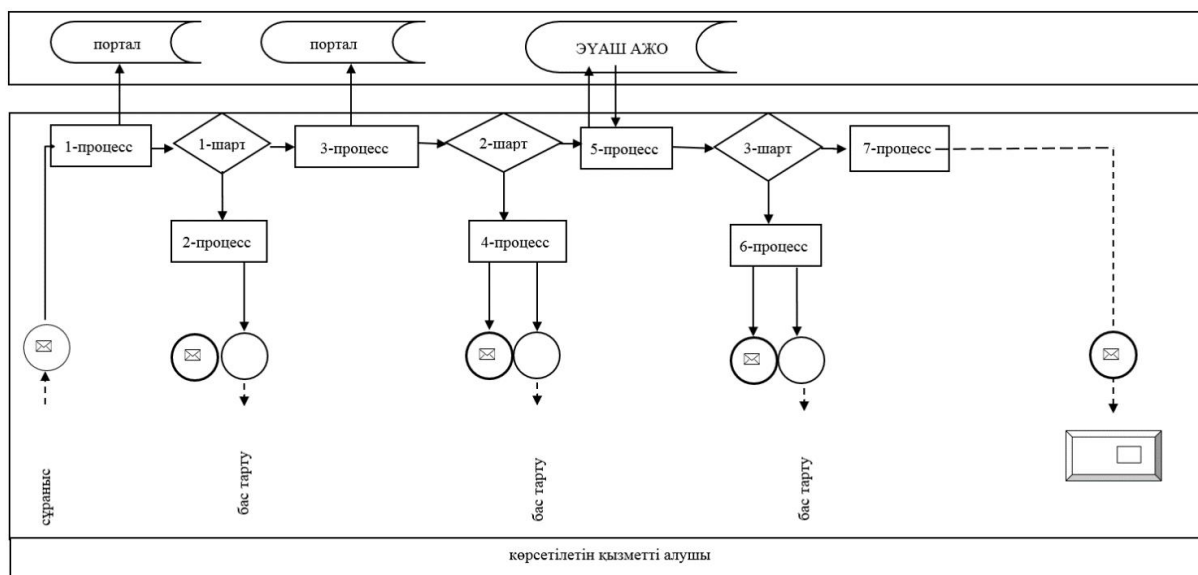 портал
портал
ЭҮАШ АЖО
1-процесс
1-шарт
3-процесс
2-шарт
5-процесс
3-шарт
7-процесс
2-процесс
4-процесс
6-процесс
сұраныс
бас тарту
бас тарту
бас тарту
көрсетілетін қызметті алушы